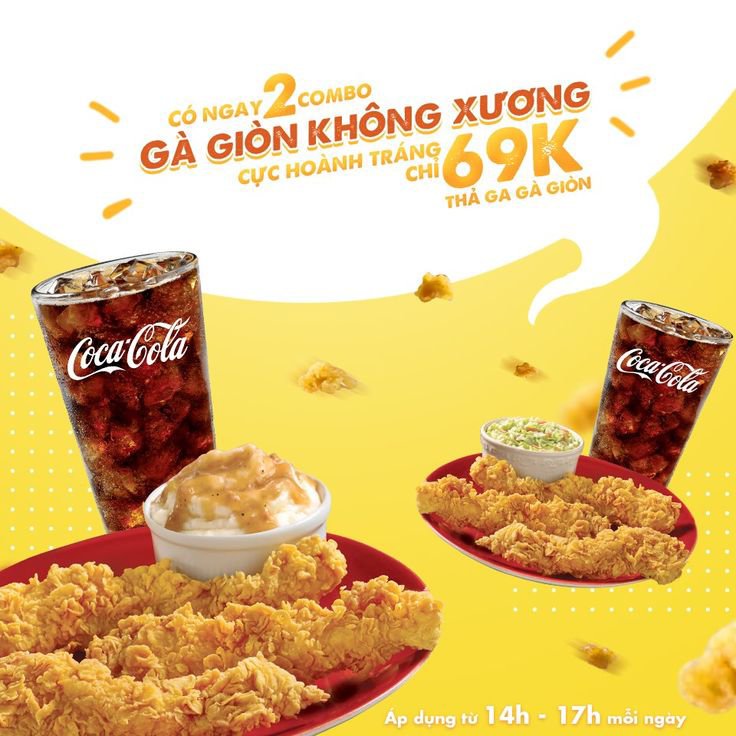 CÓ NGAY 2 COMBO
GÀ GIÒN KHÔNG XƯƠNG
CỰC HOÀNH TRÁNG CHỈ 69K
THẢ GA GÀ GIÒN
Coca-Cola
Coca-Cola
Áp dụng từ 14h - 17h mỗi ngày